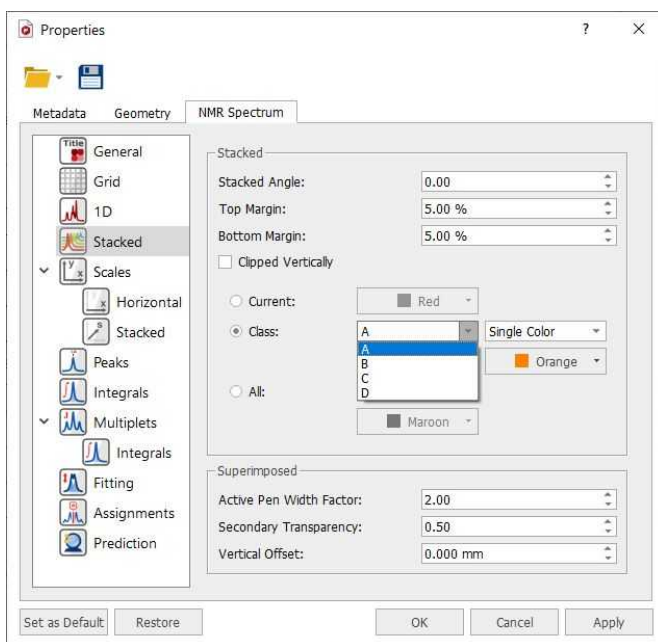 Properties
?
Metadata Geometry NMR Spectrum
Title
General
Grid
1D
Stacked
y x
Scales
x
Horizontal
s
Stacked
Peaks
Integrals
Multiplets
Integrals
Fitting
Assignments
Prediction
Stacked
Stacked Angle: 0.00
Top Margin: 5.00 %
Bottom Margin: 5.00 %
Clipped Vertically
Current: Red
Class: A Single Color
A
B Orange
C
D
All:
Maroon
Superimposed
Active Pen Width Factor: 2.00
Secondary Transparency: 0.50
Vertical Offset: 0.000 mm
Set as Default Restore OK Cancel Apply